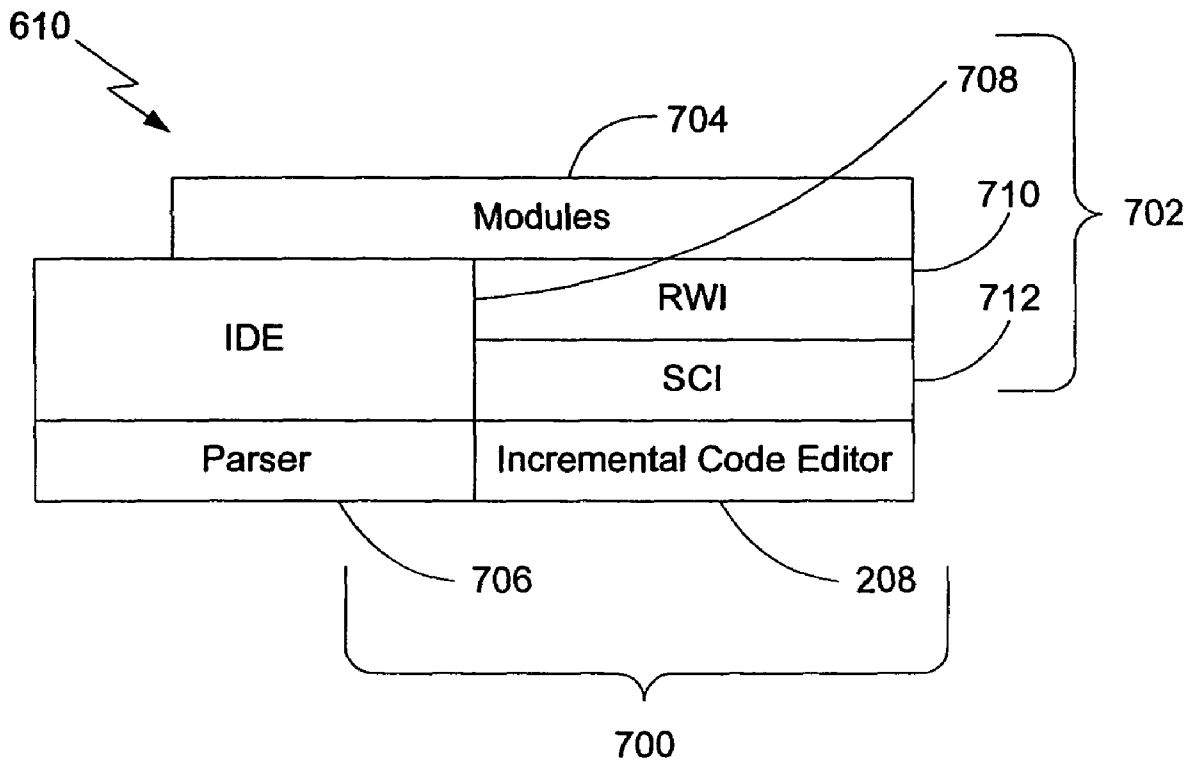 610
708
704
Modules
710
702
RWI
712
IDE
SCI
Parser
Incremental Code Editor
706
208
700